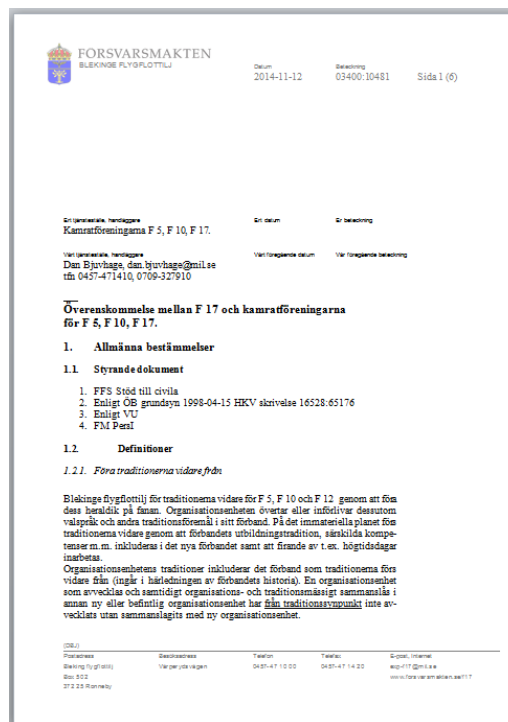 FÖRSVARSMAKTEN
BLEKINGE FLYGFLOTTILJ
Datum Beteckning
2014-11-12 03400:10481 Sida 1 (6)
Ert tjänsteställe, handläggare Ert datum Er beteckning
Kamratföreningarna F 5, F 10, F 17.
Vårt tjänsteställe, handläggare Vårt föregående datum Vår föregående beteckning
Dan Bjuvhage, dan.bjuvhage@mil.se
tfn 0457-471410, 0709-327910
Överenskommelse mellan F 17 och kamratföreningarna
för F 5, F 10, F 17.
1. Allmänna bestämmelser
1.1. Styrande dokument
1. FFS Stöd till civila
2. Enligt ÖB grundsyn 1998-04-15 HKV skrivelse 16528:65176
3. Enligt VU
4. FM PersI
1.2. Definitioner
1.2.1. Föra traditionerna vidare från
Blekinge flygflottilj för traditionerna vidare för F 5, F 10 och F 12 genom att föra
dess heraldik på fanan. Organisationsenheten övertar eller införlivar dessutom
valspråk och andra traditionsföremål i sitt förband. På det immateriella planet förs
traditionerna vidare genom att förbandets utbildningstradition, särskilda kompe-
tenser m.m. inkluderas i det nya förbandet samt att firande av t.ex. högtidsdagar
inarbetas.
Organisationsenhetens traditioner inkluderar det förband som traditionerna förs
vidare från (ingår i härledningen av förbandets historia). En organisationsenhet
som avvecklas och samtidigt organisations- och traditionsmässigt sammanslås i
annan ny eller befintlig organisationsenhet har från traditionssynpunkt inte av-
vecklats utan sammanslagits med ny organisationsenhet.
(DBJ)
Postadress Besöksadress Telefon Telefax E-post, Internet
Bleking flygflottilj Värperydsvägen 0457-47 10 00 0457-47 14 20 exp-f17@mil.se
Box 502 www.forsvarsmakten.se/f17
372 25 Ronneby